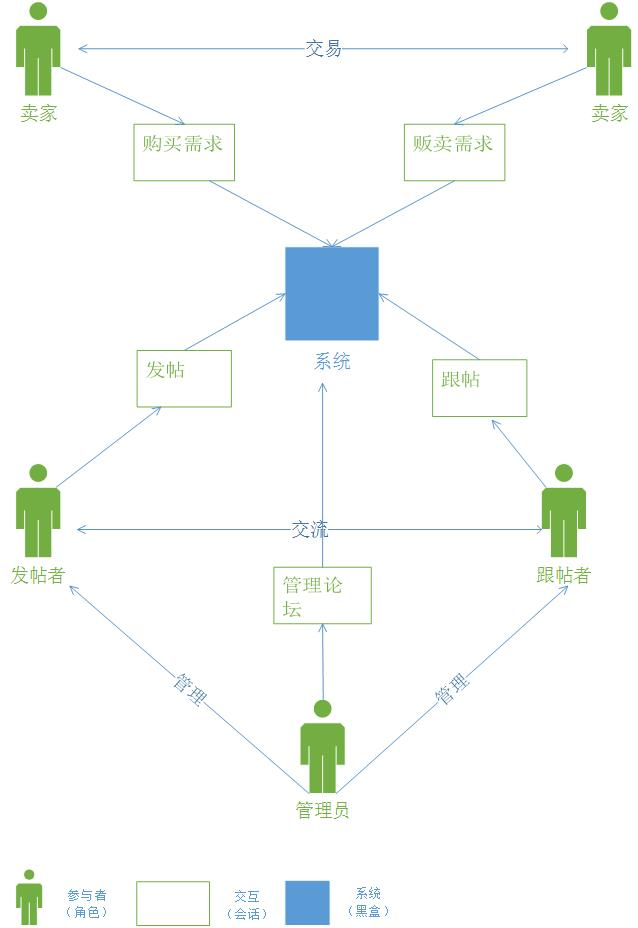 交易
卖家
卖家
购买需求
贩卖需求
系统
发帖
跟帖
交流
发帖者
跟帖者
管理论
坛
管理
管理
管理员
参与者
（角色）
交互
（会话）
系统
（黑盒）